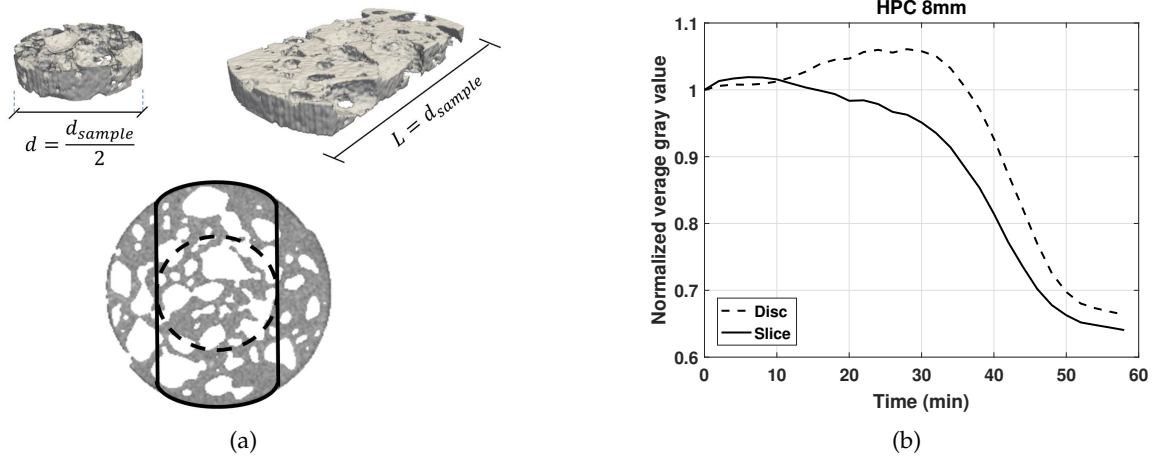 d = d_sample / 2
L = d_sample
(a)
HPC 8mm
Normalized verage gray value
1.1
1
0.9
0.8
0.7
0.6
Disc
Slice
0 10 20 30 40 50 60
Time (min)
(b)